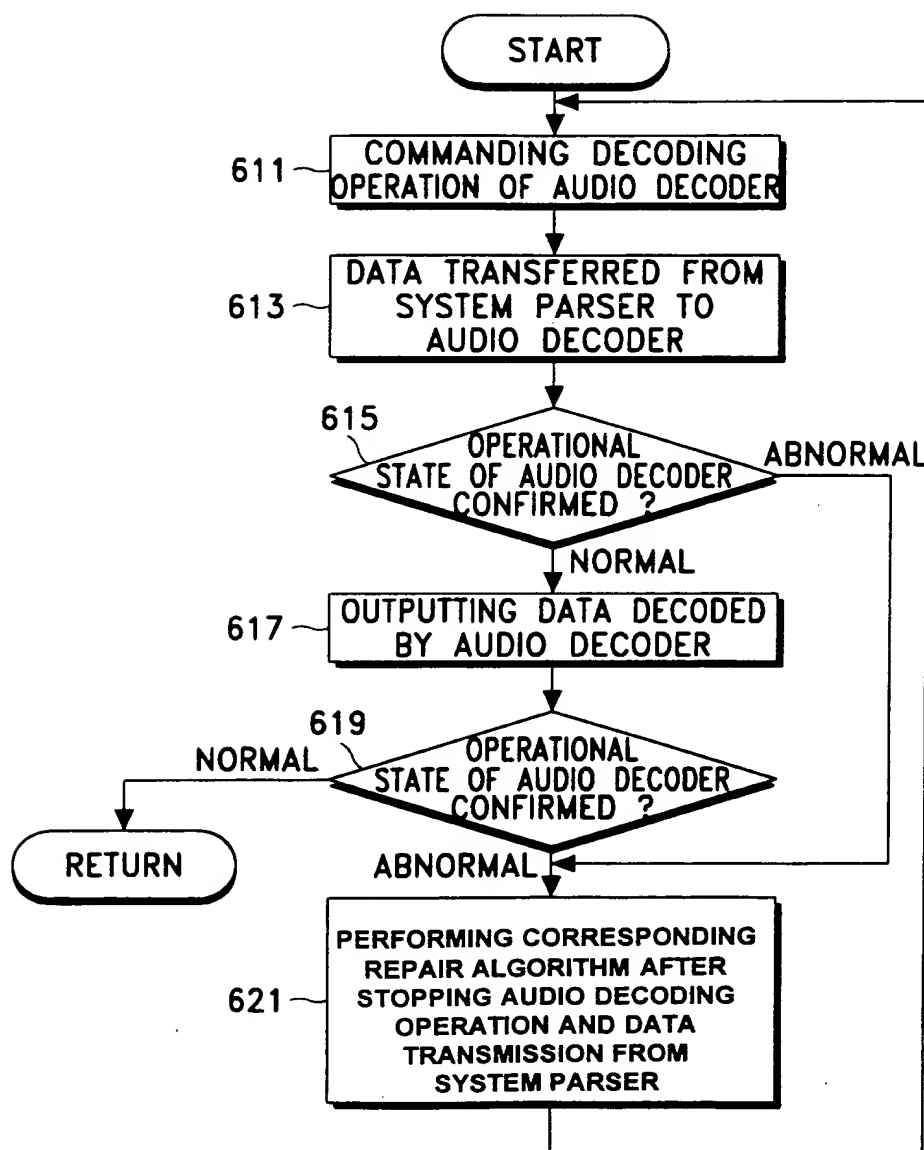 START
611
COMMANDING DECODING
OPERATION OF AUDIO DECODER
613
DATA TRANSFERRED FROM
SYSTEM PARSER TO
AUDIO DECODER
615
OPERATIONAL
STATE OF AUDIO DECODER
CONFIRMED ?
ABNORMAL
NORMAL
617
OUTPUTTING DATA DECODED
BY AUDIO DECODER
619
OPERATIONAL
STATE OF AUDIO DECODER
CONFIRMED ?
NORMAL
RETURN
ABNORMAL
621
PERFORMING CORRESPONDING
REPAIR ALGORITHM AFTER
STOPPING AUDIO DECODING
OPERATION AND DATA
TRANSMISSION FROM
SYSTEM PARSER